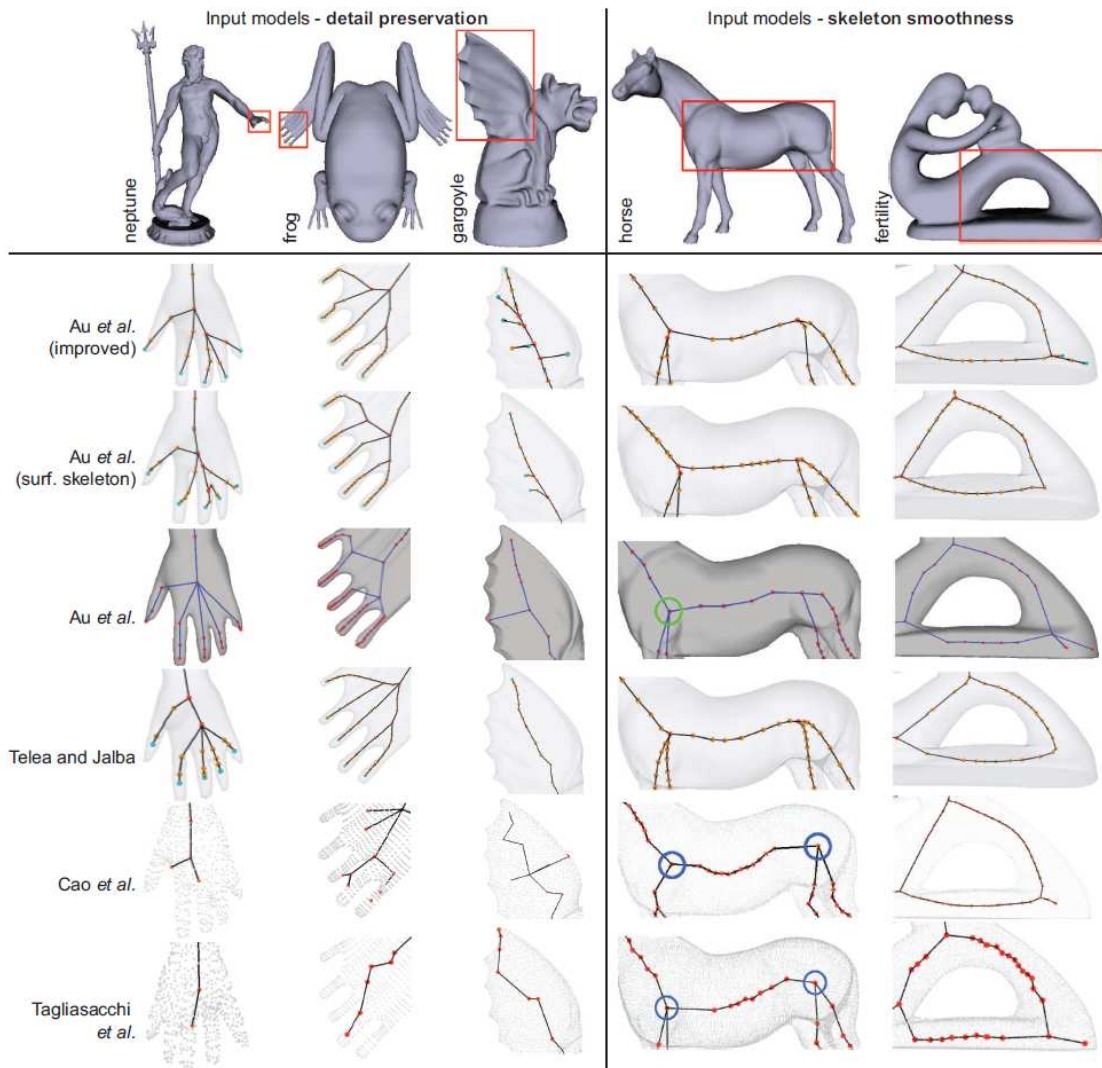 Input models - detail preservation
Input models - skeleton smoothness
neptune
frog
gargoyle
horse
fertility
Au et al.
(improved)
Au et al.
(surf. skeleton)
Au et al.
Telea and Jalba
Cao et al.
Tagliasacchi
et al.